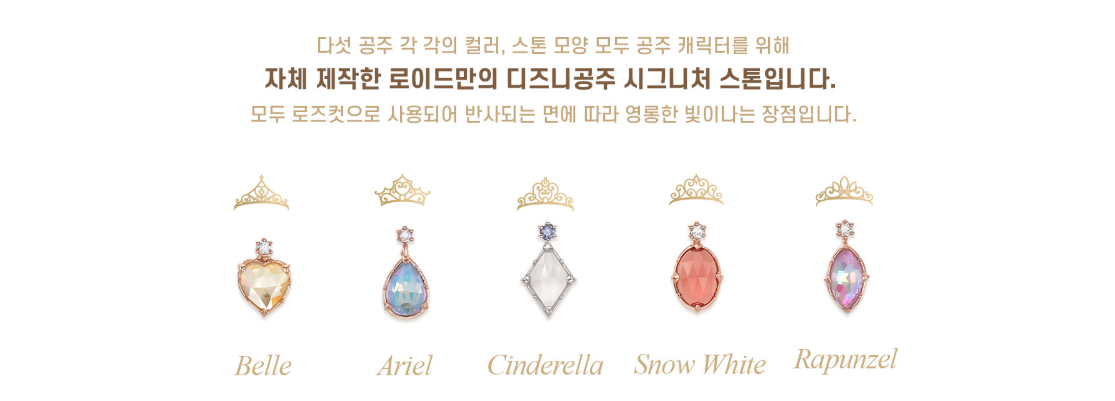 다섯 공주 각 각의 컬러, 스톤 모양 모두 공주 캐릭터를 위해
자체 제작한 로이드만의 디즈니공주 시그니처 스톤입니다.
모두 로즈컷으로 사용되어 반사되는 면에 따라 영롱한 빛이나는 장점입니다.
Belle
Ariel
Cinderella
Snow White
Rapunzel